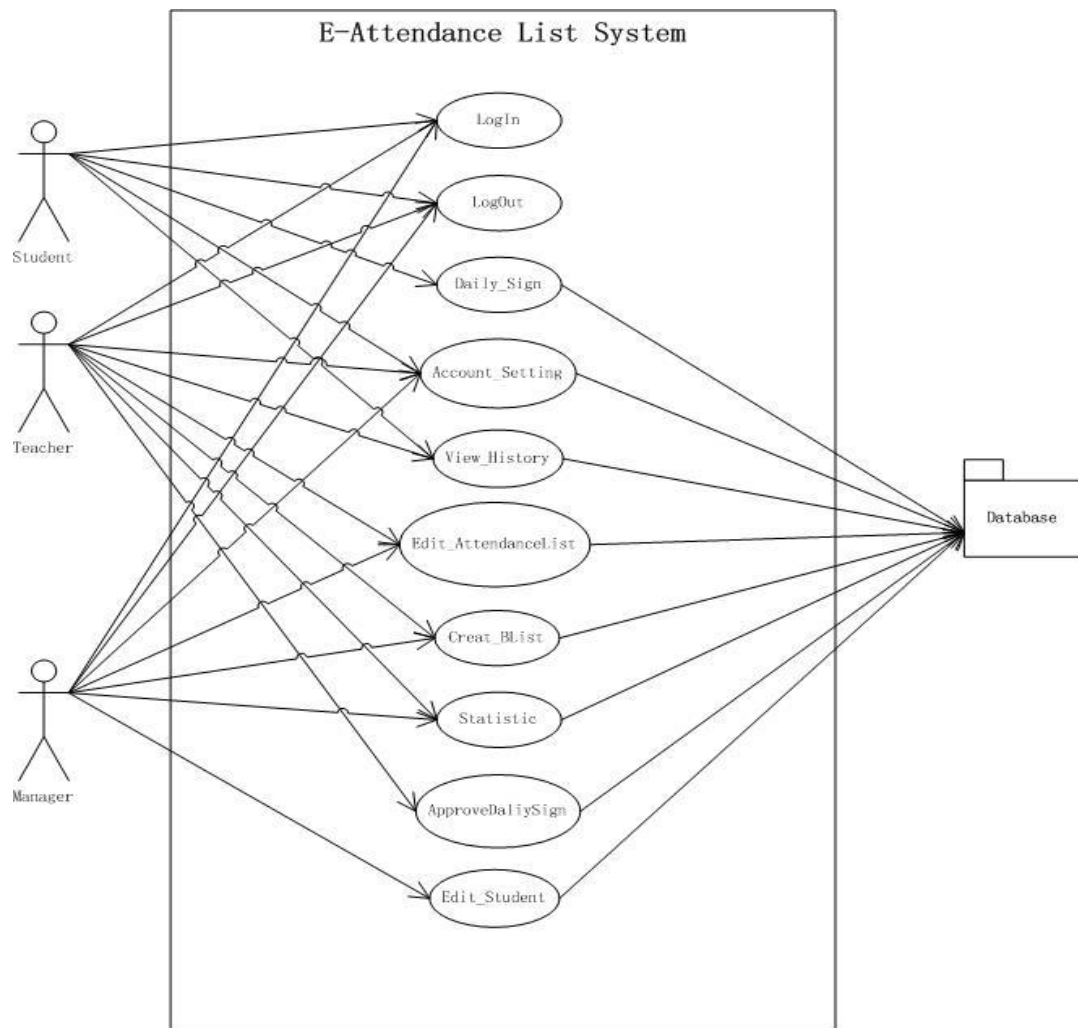 E-Attendance List System
LogIn
Student
LogOut
Daily_Sign
Teacher
Account_Setting
View_History
Edit_AttendanceList
Database
Creat_BList
Manager
Statistic
ApproveDaliySign
Edit_Student